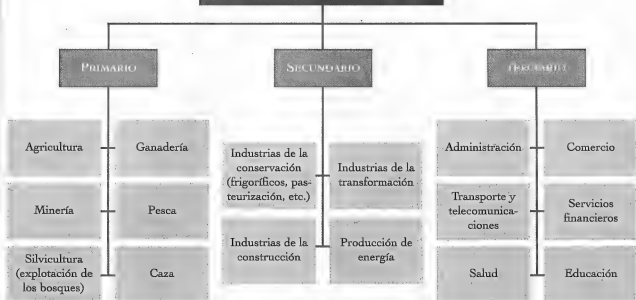 PRIMARIO
SECUNDARIO
TERCIARIO
Agricultura
Ganadería
Minería
Pesca
Silvicultura
(explotación de
los bosques)
Caza
Industrias de la
conservación
(frigoríficos, pas-
teurización, etc.)
Industrias de la
transformación
Industrias de la
construcción
Producción de
energía
Administración
Comercio
Transporte y
telecomunica-
ciones
Servicios
financieros
Salud
Educación